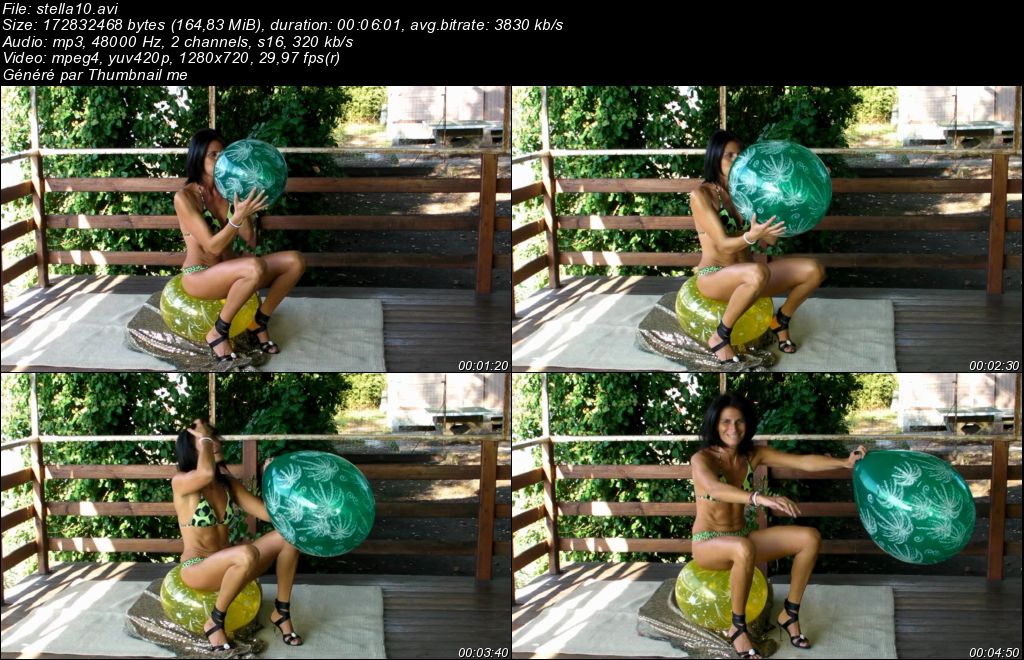 File: stella10.avi
Size: 172832468 bytes (164,83 MiB), duration: 00:06:01, avg.bitrate: 3830 kb/s
Audio: mp3, 48000 Hz, 2 channels, s16, 320 kb/s
Video: mpeg4, yuv420p, 1280x720, 29,97 fps(r)
Généré par Thumbnail me
00:01:20
00:02:30
00:03:40
00:04:50